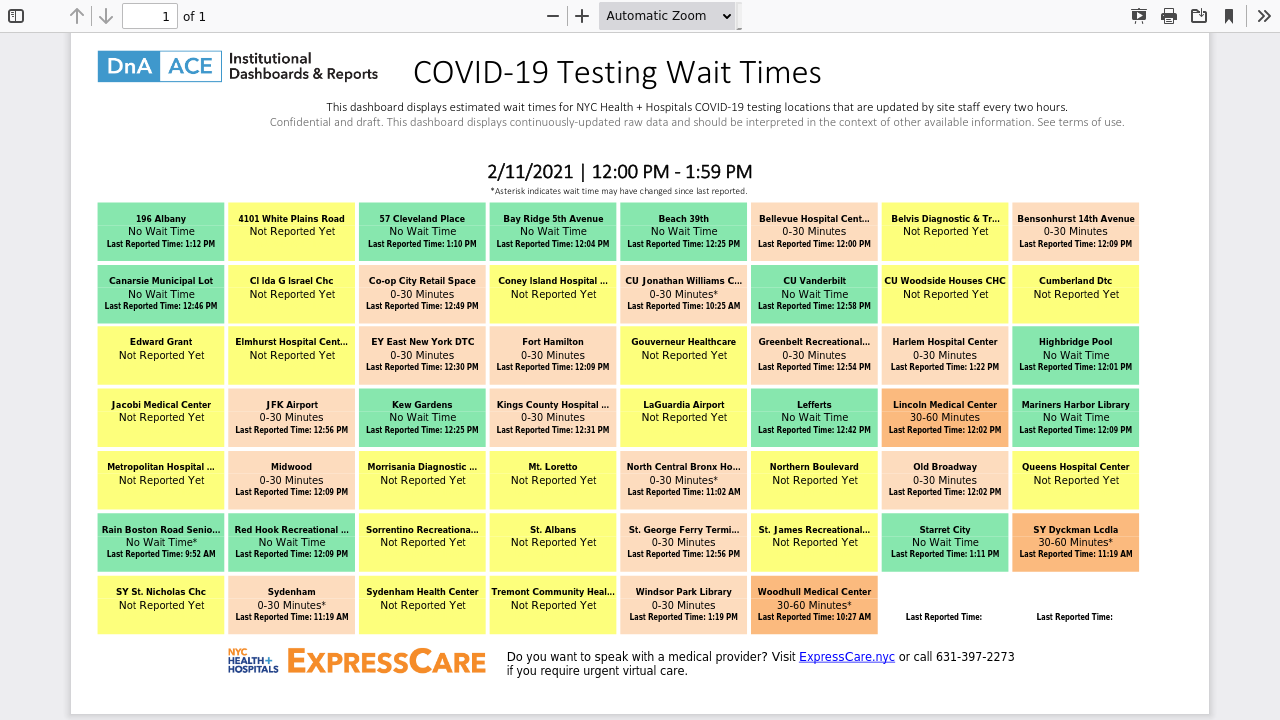 1 of 1
Automatic Zoom
DnA ACE Institutional Dashboards & Reports
COVID-19 Testing Wait Times
This dashboard displays estimated wait times for NYC Health + Hospitals COVID-19 testing locations that are updated by site staff every two hours.
Confidential and draft. This dashboard displays continuously-updated raw data and should be interpreted in the context of other available information. See terms of use.
2/11/2021 | 12:00 PM - 1:59 PM
*Asterisk indicates wait time may have changed since last reported.
196 Albany
No Wait Time
Last Reported Time: 1:12 PM
4101 White Plains Road
Not Reported Yet
57 Cleveland Place
No Wait Time
Last Reported Time: 1:10 PM
Bay Ridge 5th Avenue
No Wait Time
Last Reported Time: 12:04 PM
Beach 39th
No Wait Time
Last Reported Time: 12:25 PM
Bellevue Hospital Cent...
0-30 Minutes
Last Reported Time: 12:00 PM
Belvis Diagnostic & Tr...
Not Reported Yet
Bensonhurst 14th Avenue
0-30 Minutes
Last Reported Time: 12:09 PM
Canarsie Municipal Lot
No Wait Time
Last Reported Time: 12:46 PM
Cl Ida G Israel Chc
Not Reported Yet
Co-op City Retail Space
0-30 Minutes
Last Reported Time: 12:49 PM
Coney Island Hospital ...
Not Reported Yet
CU Jonathan Williams C...
0-30 Minutes*
Last Reported Time: 10:25 AM
CU Vanderbilt
No Wait Time
Last Reported Time: 12:58 PM
CU Woodside Houses CHC
Not Reported Yet
Cumberland Dtc
Not Reported Yet
Edward Grant
Not Reported Yet
Elmhurst Hospital Cent...
Not Reported Yet
EY East New York DTC
0-30 Minutes
Last Reported Time: 12:30 PM
Fort Hamilton
0-30 Minutes
Last Reported Time: 12:09 PM
Gouverneur Healthcare
Not Reported Yet
Greenbelt Recreational...
0-30 Minutes
Last Reported Time: 12:54 PM
Harlem Hospital Center
0-30 Minutes
Last Reported Time: 1:22 PM
Highbridge Pool
No Wait Time
Last Reported Time: 12:01 PM
Jacobi Medical Center
Not Reported Yet
JFK Airport
0-30 Minutes
Last Reported Time: 12:56 PM
Kew Gardens
No Wait Time
Last Reported Time: 12:25 PM
Kings County Hospital ...
0-30 Minutes
Last Reported Time: 12:31 PM
LaGuardia Airport
Not Reported Yet
Lefferts
No Wait Time
Last Reported Time: 12:42 PM
Lincoln Medical Center
30-60 Minutes
Last Reported Time: 12:02 PM
Mariners Harbor Library
No Wait Time
Last Reported Time: 12:09 PM
Metropolitan Hospital ...
Not Reported Yet
Midwood
0-30 Minutes
Last Reported Time: 12:09 PM
Morrisania Diagnostic ...
Not Reported Yet
Mt. Loretto
Not Reported Yet
North Central Bronx Ho...
0-30 Minutes*
Last Reported Time: 11:02 AM
Northern Boulevard
Not Reported Yet
Old Broadway
0-30 Minutes
Last Reported Time: 12:02 PM
Queens Hospital Center
Not Reported Yet
Rain Boston Road Senio...
No Wait Time*
Last Reported Time: 9:52 AM
Red Hook Recreational ...
No Wait Time
Last Reported Time: 12:09 PM
Sorrentino Recreationa...
Not Reported Yet
St. Albans
Not Reported Yet
St. George Ferry Termi...
0-30 Minutes
Last Reported Time: 12:56 PM
St. James Recreational...
Not Reported Yet
Starret City
No Wait Time
Last Reported Time: 1:11 PM
SY Dyckman Lcdla
30-60 Minutes*
Last Reported Time: 11:19 AM
SY St. Nicholas Chc
Not Reported Yet
Sydenham
0-30 Minutes*
Last Reported Time: 11:19 AM
Sydenham Health Center
Not Reported Yet
Tremont Community Heal...
Not Reported Yet
Windsor Park Library
0-30 Minutes
Last Reported Time: 1:19 PM
Woodhull Medical Center
30-60 Minutes*
Last Reported Time: 10:27 AM
Last Reported Time:
Last Reported Time:
NYC
HEALTH+
HOSPITALS
EXPRESSCARE
Do you want to speak with a medical provider? Visit ExpressCare.nyc or call 631-397-2273
if you require urgent virtual care.